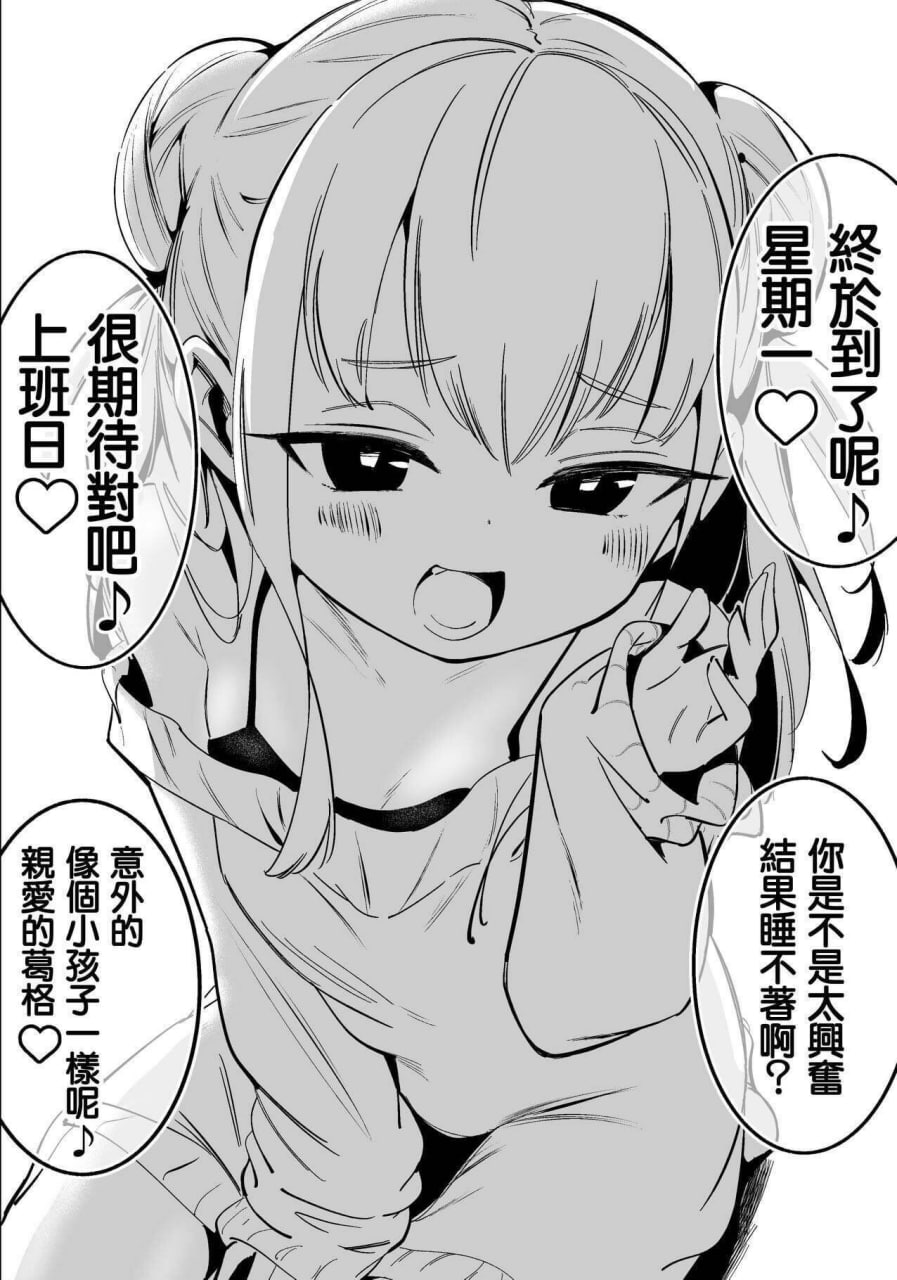 終於到了呢♪
星期一♡
很期待對吧♪
上班日♡
你是不是太興奮
結果睡不著啊？
意外的
像個小孩子一樣呢♪
親愛的葛格♡